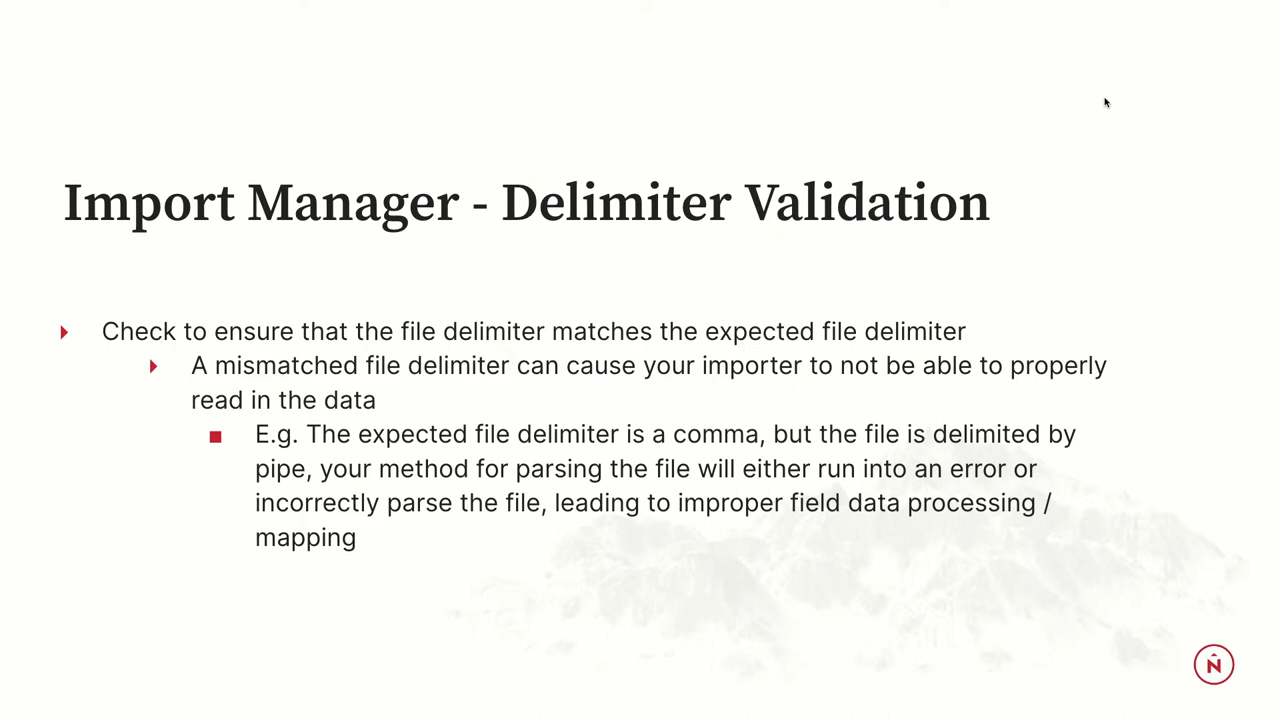 Import Manager - Delimiter Validation
Check to ensure that the file delimiter matches the expected file delimiter
A mismatched file delimiter can cause your importer to not be able to properly
read in the data
E.g. The expected file delimiter is a comma, but the file is delimited by
pipe, your method for parsing the file will either run into an error or
incorrectly parse the file, leading to improper field data processing /
mapping
N